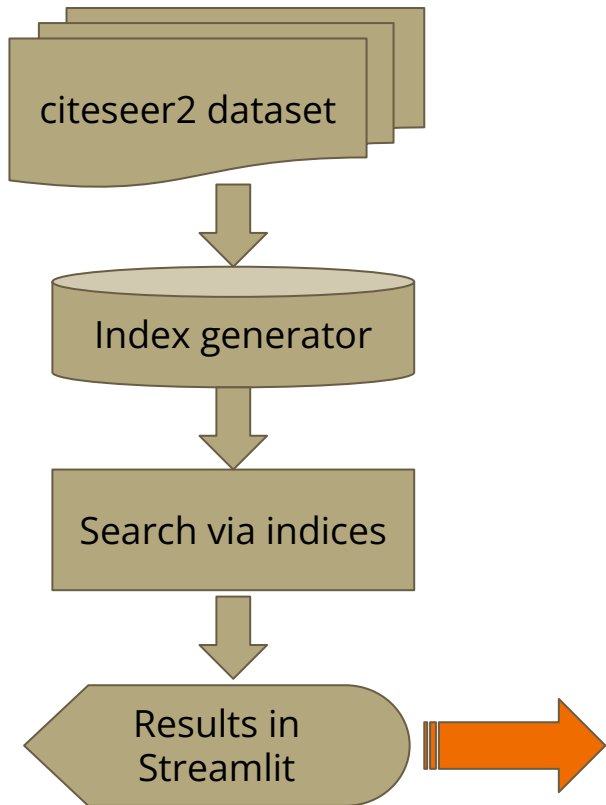 citeseer2 dataset
Index generator
Search via indices
Results in
Streamlit